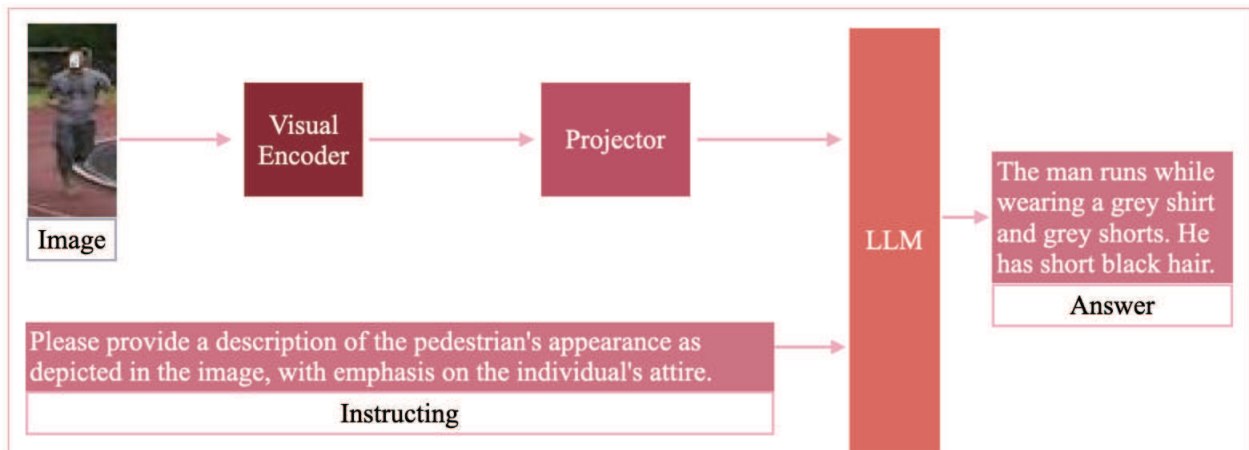 Image
Visual
Encoder
Projector
LLM
The man runs while
wearing a grey shirt
and grey shorts. He
has short black hair.
Answer
Please provide a description of the pedestrian's appearance as
depicted in the image, with emphasis on the individual's attire.
Instructing